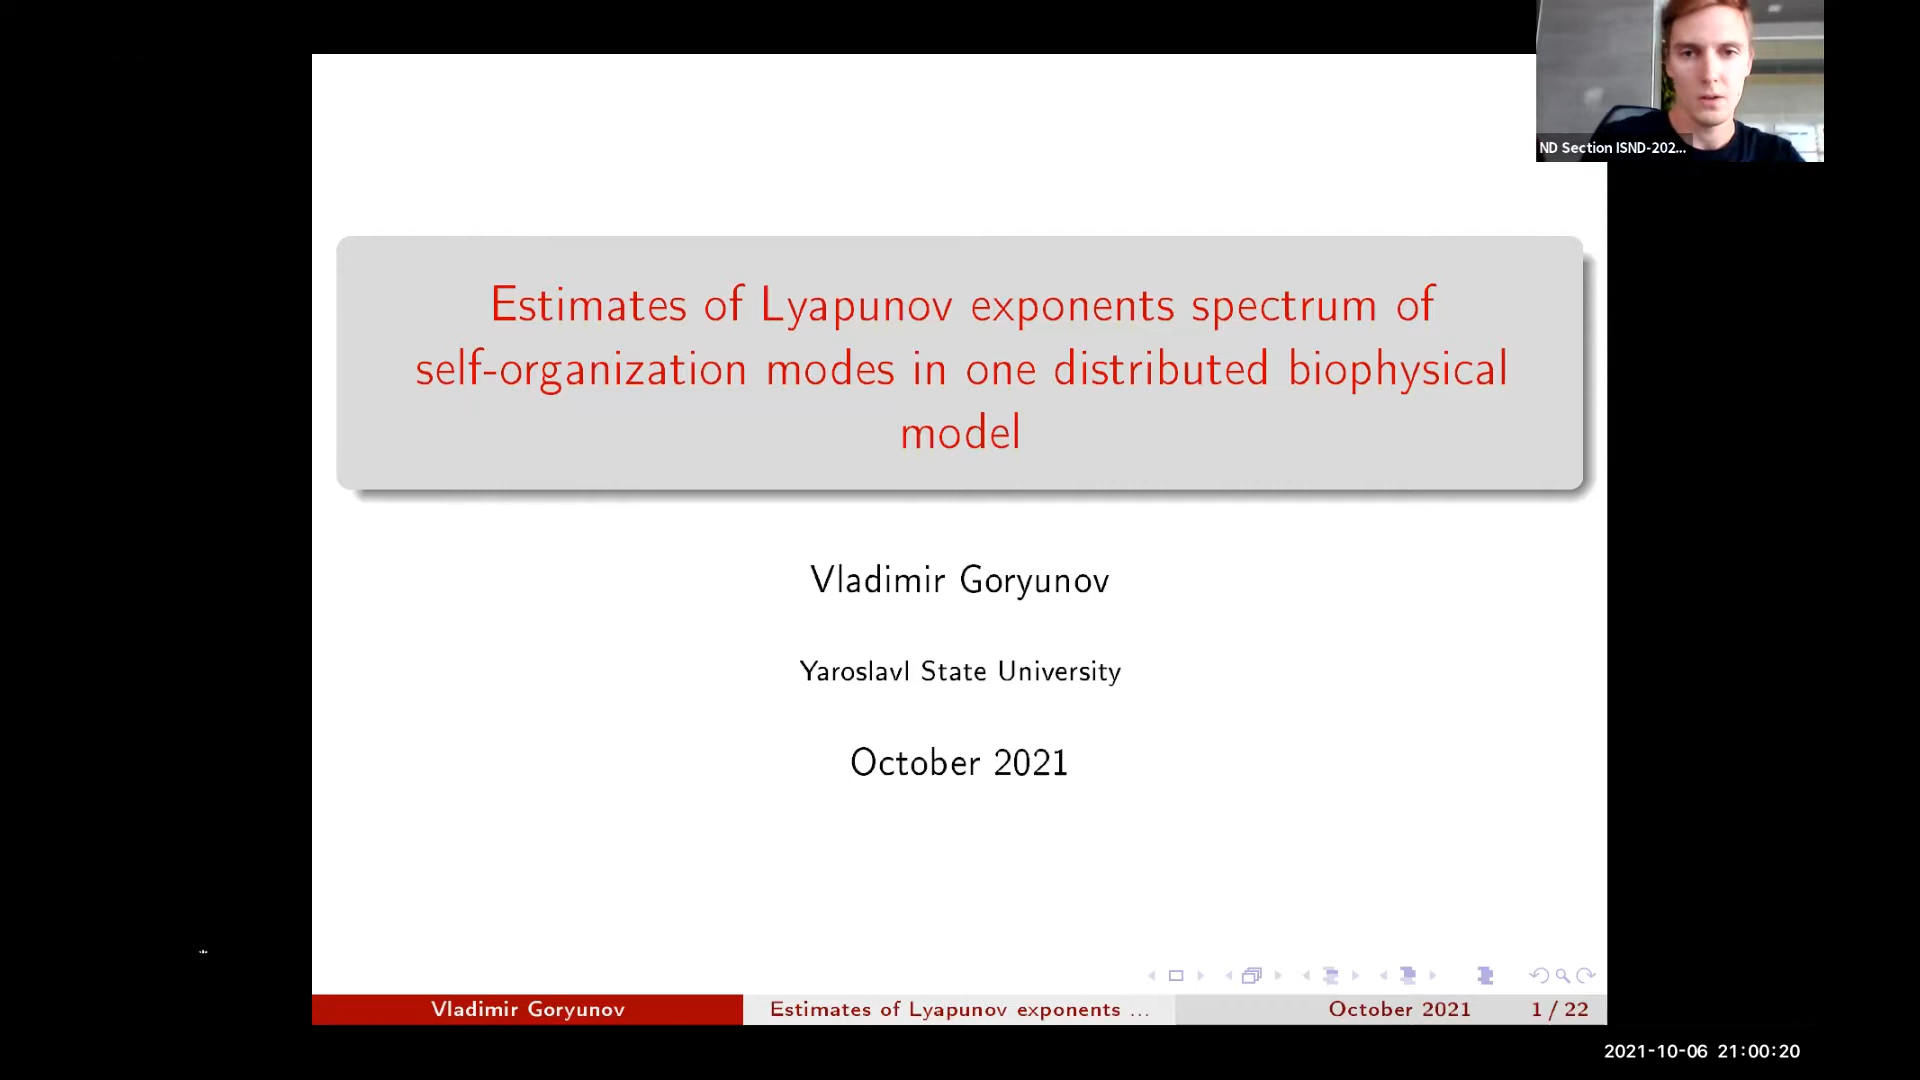 ND Section ISND-202...
Estimates of Lyapunov exponents spectrum of
self-organization modes in one distributed biophysical
model
Vladimir Goryunov
Yaroslavl State University
October 2021
Vladimir Goryunov
Estimates of Lyapunov exponents ...
October 2021
1 / 22
2021-10-06 21:00:20